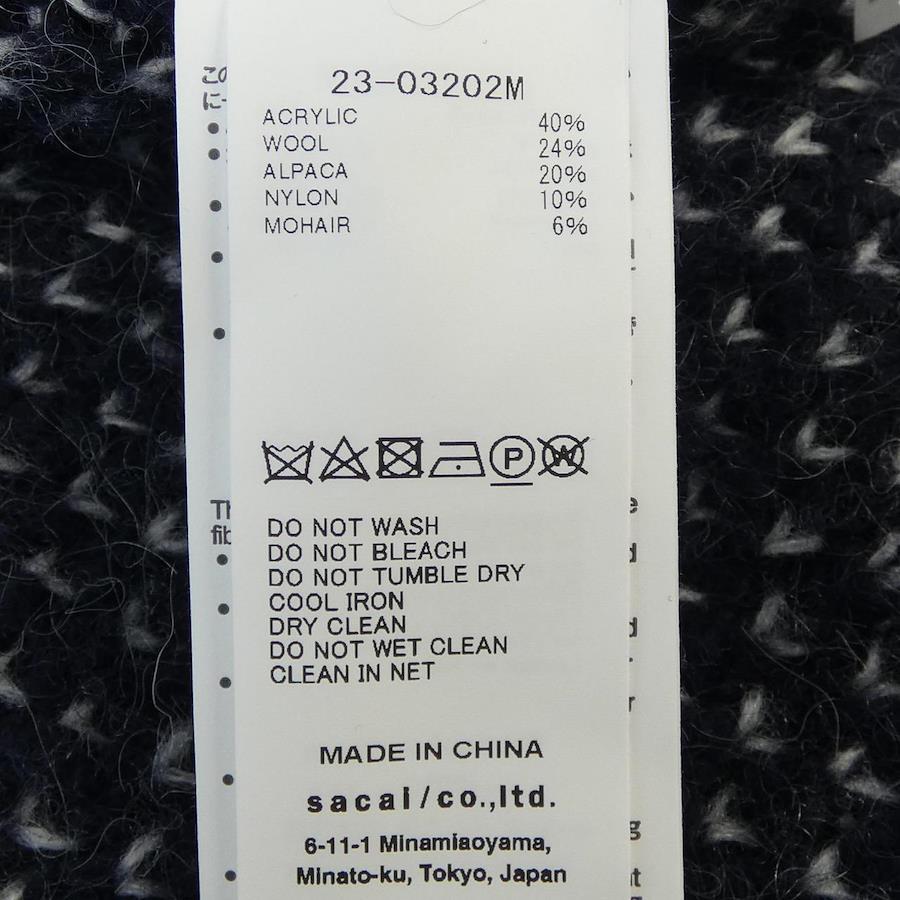 23-03202M
ACRYLIC 40%
WOOL 24%
ALPACA 20%
NYLON 10%
MOHAIR 6%
P
W
DO NOT WASH
DO NOT BLEACH
DO NOT TUMBLE DRY
COOL IRON
DRY CLEAN
DO NOT WET CLEAN
CLEAN IN NET
MADE IN CHINA
sacai/co.,ltd.
6-11-1 Minamiaoyama,
Minato-ku, Tokyo, Japan